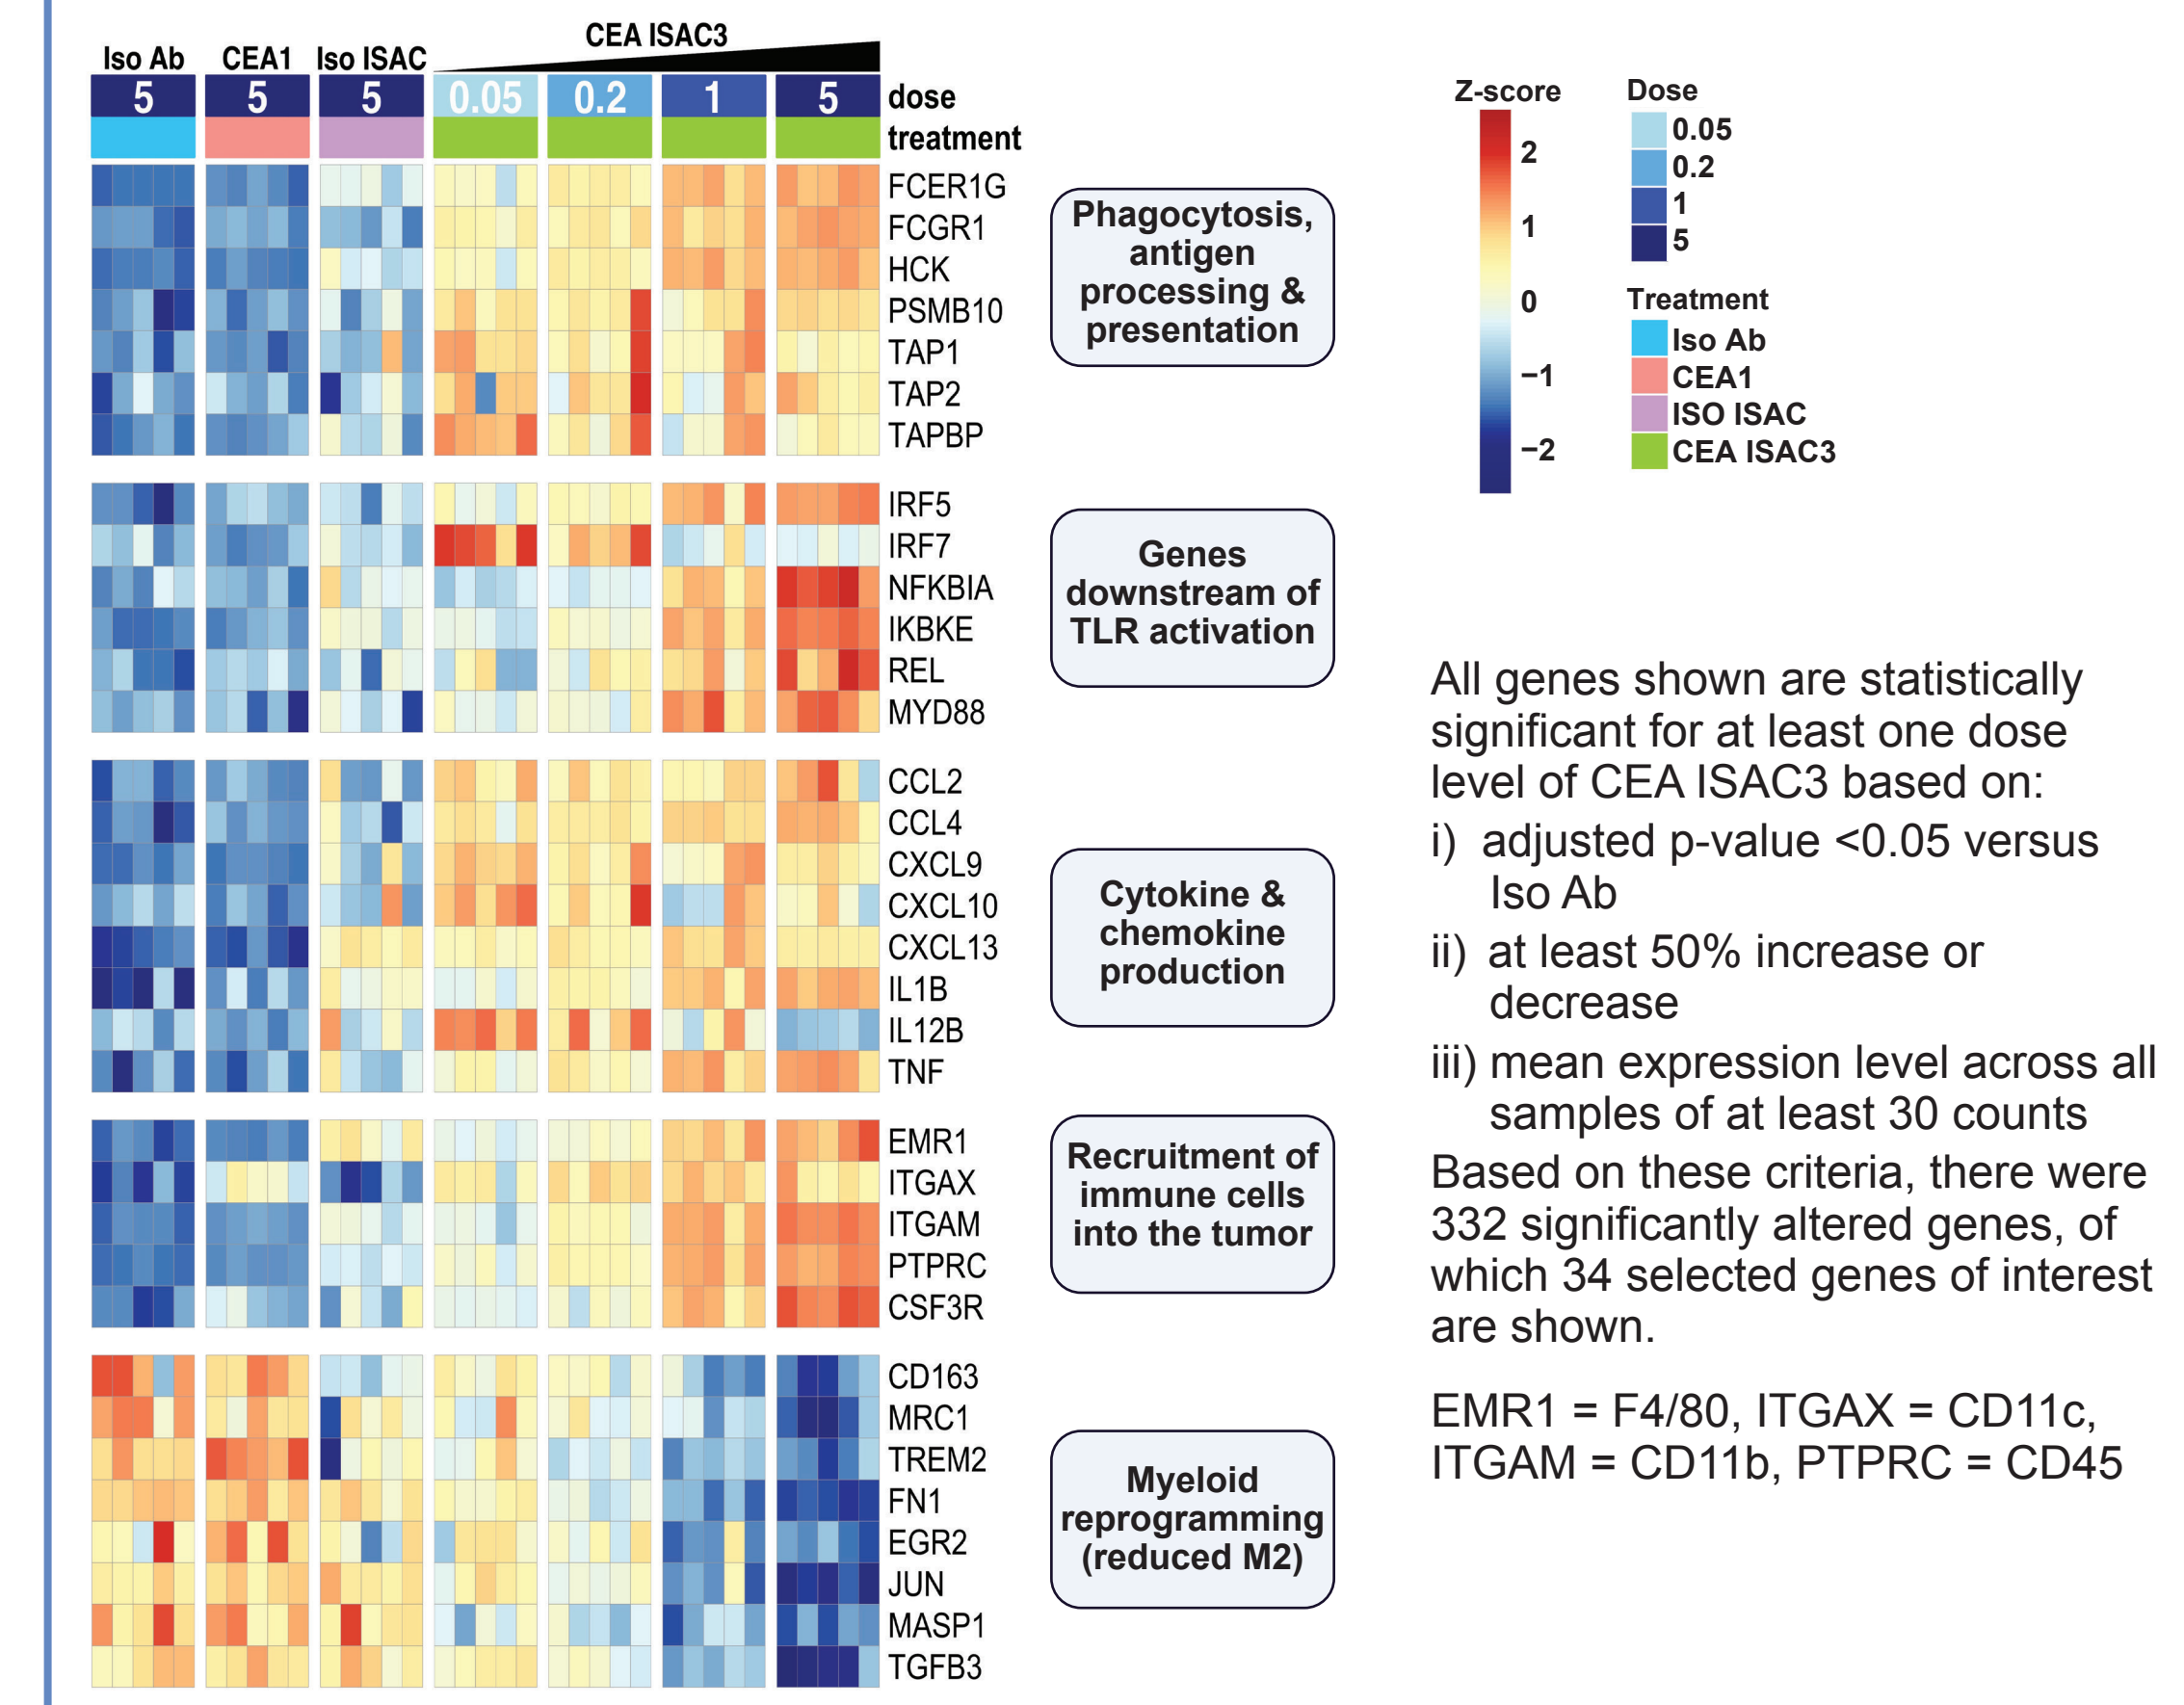 CEA ISAC3
Iso Ab CEA1 Iso ISAC
5 5 5 0.05 0.2 1 5 dose
treatment
FCER1G
FCGR1
HCK
PSMB10
TAP1
TAP2
TAPBP
Phagocytosis,
antigen
processing &
presentation
IRF5
IRF7
NFKBIA
IKBKE
REL
MYD88
Genes
downstream of
TLR activation
CCL2
CCL4
CXCL9
CXCL10
CXCL13
IL1B
IL12B
TNF
Cytokine &
chemokine
production
EMR1
ITGAX
ITGAM
PTPRC
CSF3R
Recruitment of
immune cells
into the tumor
CD163
MRC1
TREM2
FN1
EGR2
JUN
MASP1
TGFB3
Myeloid
reprogramming
(reduced M2)
Z-score
2
1
0
−1
−2
Dose
0.05
0.2
1
5
Treatment
Iso Ab
CEA1
ISO ISAC
CEA ISAC3
All genes shown are statistically
significant for at least one dose
level of CEA ISAC3 based on:
i) adjusted p-value <0.05 versus
Iso Ab
ii) at least 50% increase or
decrease
iii) mean expression level across all
samples of at least 30 counts
Based on these criteria, there were
332 significantly altered genes, of
which 34 selected genes of interest
are shown.
EMR1 = F4/80, ITGAX = CD11c,
ITGAM = CD11b, PTPRC = CD45